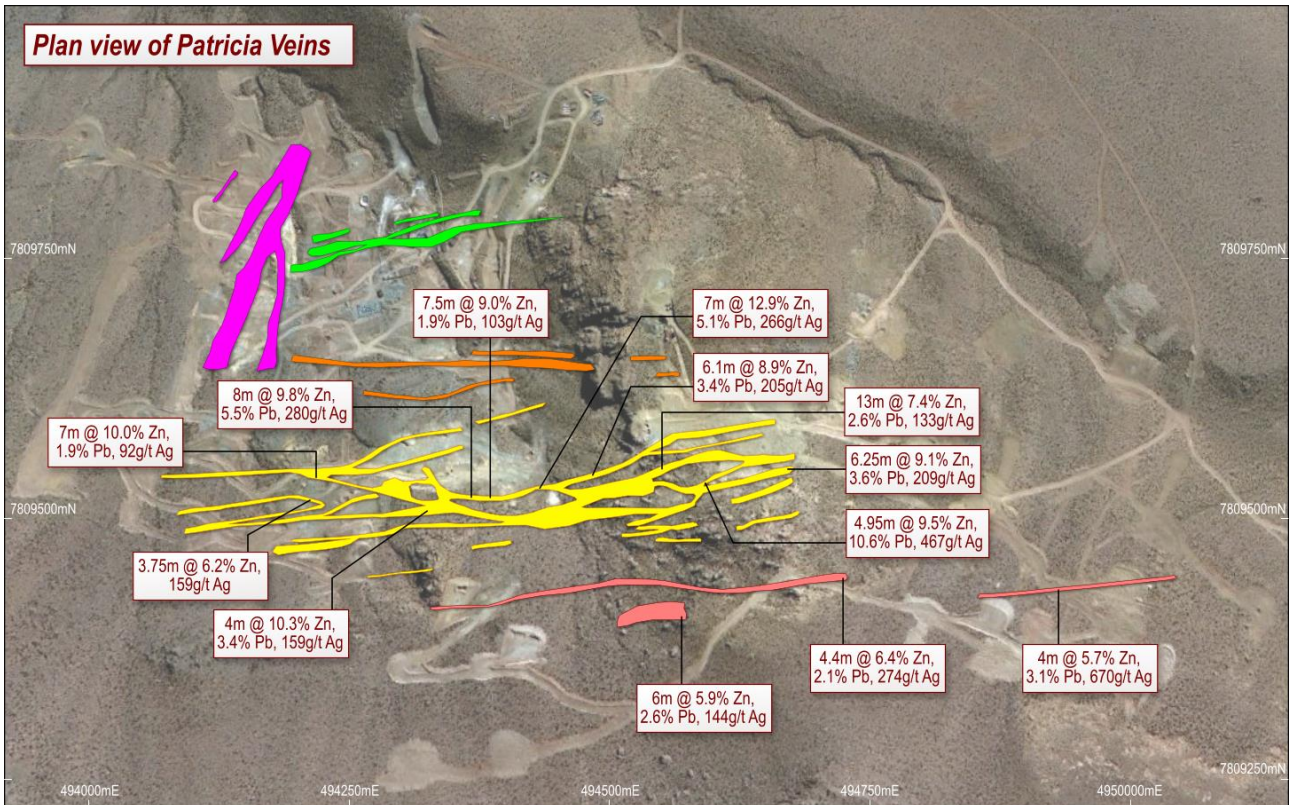 Plan view of Patricia Veins
7809750mN
7809750mN
7.5m @ 9.0% Zn,
1.9% Pb, 103g/t Ag
7m @ 12.9% Zn,
5.1% Pb, 266g/t Ag
6.1m @ 8.9% Zn,
3.4% Pb, 205g/t Ag
8m @ 9.8% Zn,
5.5% Pb, 280g/t Ag
13m @ 7.4% Zn,
2.6% Pb, 133g/t Ag
7m @ 10.0% Zn,
1.9% Pb, 92g/t Ag
6.25m @ 9.1% Zn,
3.6% Pb, 209g/t Ag
7809500mN
7809500mN
4.95m @ 9.5% Zn,
10.6% Pb, 467g/t Ag
3.75m @ 6.2% Zn,
159g/t Ag
4m @ 10.3% Zn,
3.4% Pb, 159g/t Ag
4.4m @ 6.4% Zn,
2.1% Pb, 274g/t Ag
4m @ 5.7% Zn,
3.1% Pb, 670g/t Ag
6m @ 5.9% Zn,
2.6% Pb, 144g/t Ag
7809250mN
494000mE
494250mE
494500mE
494750mE
4950000mE